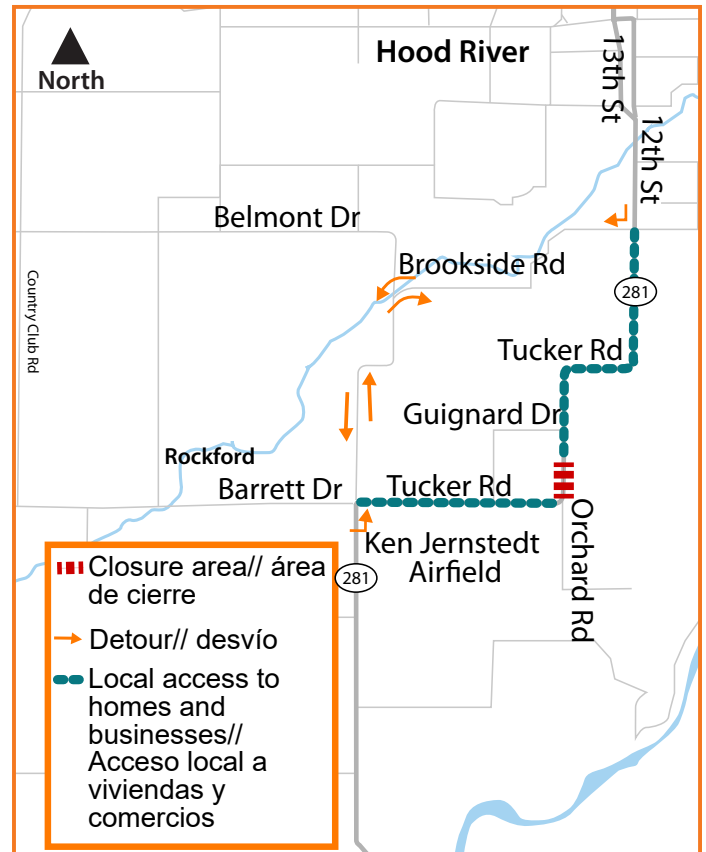 North
Hood River
13th St
12th St
Belmont Dr
Brookside Rd
Country Club Rd
281
Tucker Rd
Guignard Dr
Rockford
Barrett Dr
Tucker Rd
Orchard Rd
Ken Jernstedt
Airfield
281
Closure area// área
de cierre
Detour// desvío
Local access to
homes and
businesses//
Acceso local a
viviendas y
comercios